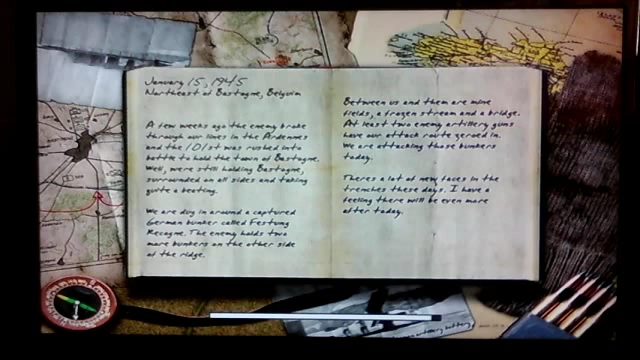 January 15, 1945
Northeast of Bastogne, Belguim
A few weeks ago the enemy broke
through our lines in the Ardennes
and the 101st was rushed into
battle to hold the town of Bastogne.
Well, were still holding Bastogne,
surrounded on all sides and taking
quite a beating.
We are dug in around a captured
German bunker called Festung
Recogne. The enemy holds two
more bunkers on the other side
of the ridge.
Between us and them are mine
fields, a frozen stream and a bridge.
At least two enemy artillery guns
have our attack route zeroed in.
We are attacking those bunkers
today.
Theres a lot of new faces in the
trenches these days. I have a
feeling there will be even more
after today.